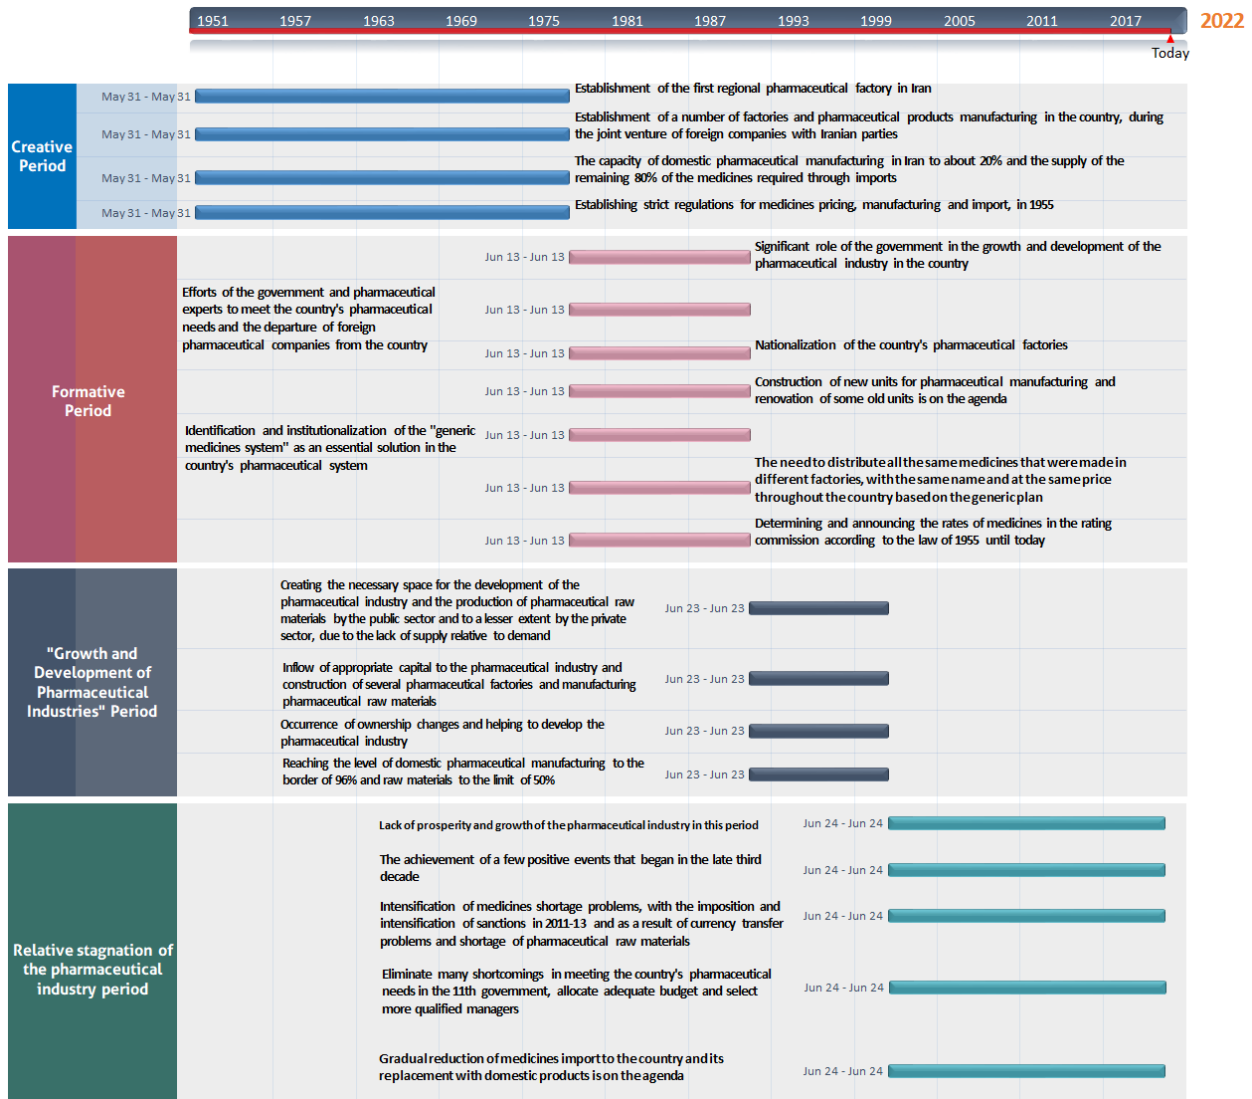 1951 1957 1963 1969 1975 1981 1987 1993 1999 2005 2011 2017 2022
Today
Creative
Period
May 31 - May 31
Establishment of the first regional pharmaceutical factory in Iran
May 31 - May 31
Establishment of a number of factories and pharmaceutical products manufacturing in the country, during
the joint venture of foreign companies with Iranian parties
May 31 - May 31
The capacity of domestic pharmaceutical manufacturing in Iran to about 20% and the supply of the
remaining 80% of the medicines required through imports
May 31 - May 31
Establishing strict regulations for medicines pricing, manufacturing and import, in 1955
Formative
Period
Jun 13 - Jun 13
Significant role of the government in the growth and development of the
pharmaceutical industry in the country
Efforts of the government and pharmaceutical
experts to meet the country's pharmaceutical
needs and the departure of foreign
pharmaceutical companies from the country
Jun 13 - Jun 13
Jun 13 - Jun 13
Nationalization of the country's pharmaceutical factories
Jun 13 - Jun 13
Construction of new units for pharmaceutical manufacturing and
renovation of some old units is on the agenda
Identification and institutionalization of the "generic
medicines system" as an essential solution in the
country's pharmaceutical system
Jun 13 - Jun 13
Jun 13 - Jun 13
The need to distribute all the same medicines that were made in
different factories, with the same name and at the same price
throughout the country based on the generic plan
Jun 13 - Jun 13
Determining and announcing the rates of medicines in the rating
commission according to the law of 1955 until today
"Growth and
Development of
Pharmaceutical
Industries" Period
Creating the necessary space for the development of the
pharmaceutical industry and the production of pharmaceutical raw
materials by the public sector and to a lesser extent by the private
sector, due to the lack of supply relative to demand
Jun 23 - Jun 23
Inflow of appropriate capital to the pharmaceutical industry and
construction of several pharmaceutical factories and manufacturing
pharmaceutical raw materials
Jun 23 - Jun 23
Occurrence of ownership changes and helping to develop the
pharmaceutical industry
Jun 23 - Jun 23
Reaching the level of domestic pharmaceutical manufacturing to the
border of 96% and raw materials to the limit of 50%
Jun 23 - Jun 23
Relative stagnation of
the pharmaceutical
industry period
Lack of prosperity and growth of the pharmaceutical industry in this period
Jun 24 - Jun 24
The achievement of a few positive events that began in the late third
decade
Jun 24 - Jun 24
Intensification of medicines shortage problems, with the imposition and
intensification of sanctions in 2011-13 and as a result of currency transfer
problems and shortage of pharmaceutical raw materials
Jun 24 - Jun 24
Eliminate many shortcomings in meeting the country's pharmaceutical
needs in the 11th government, allocate adequate budget and select
more qualified managers
Jun 24 - Jun 24
Gradual reduction of medicines import to the country and its
replacement with domestic products is on the agenda
Jun 24 - Jun 24